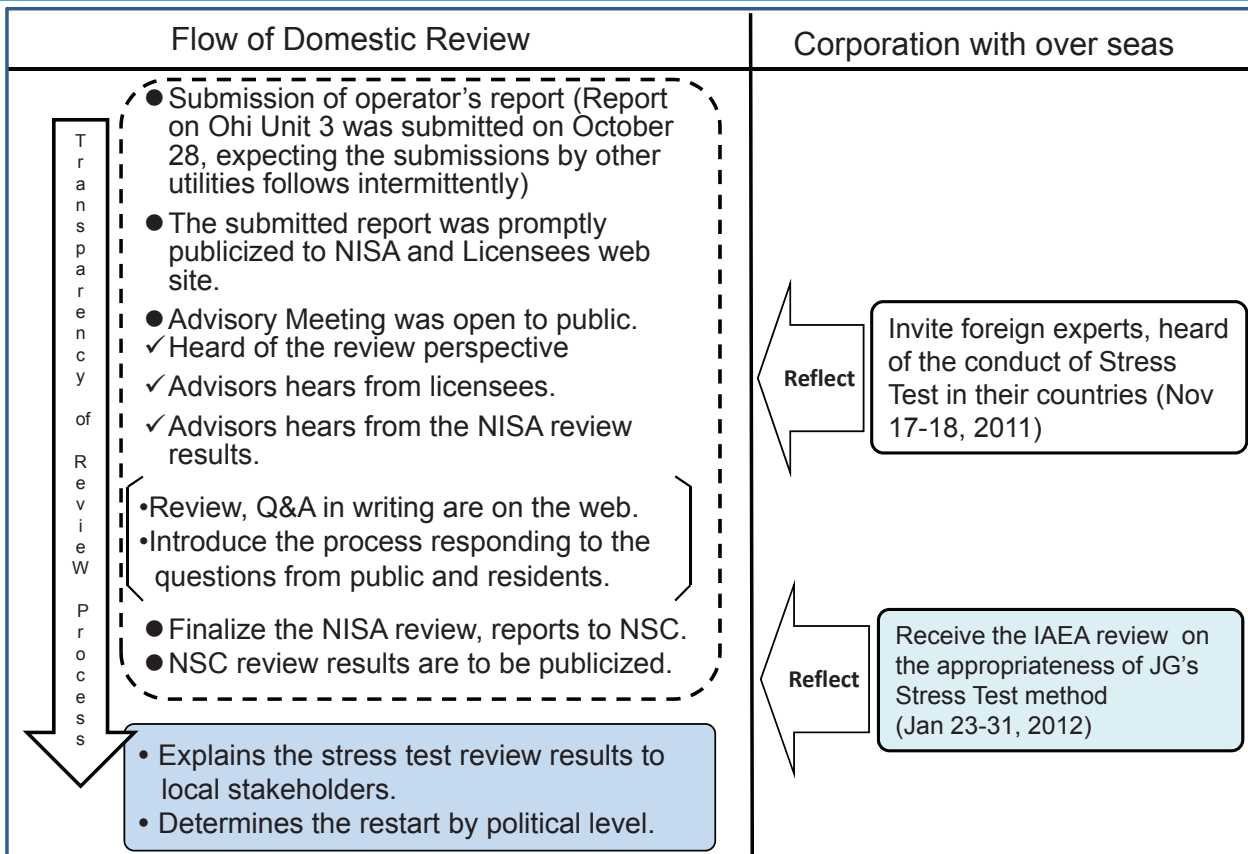 Flow of Domestic Review
Corporation with over seas
Transparency of RevieW Process
●Submission of operator's report (Report
on Ohi Unit 3 was submitted on October
28, expecting the submissions by other
utilities follows intermittently)
●The submitted report was promptly
publicized to NISA and Licensees web
site.
●Advisory Meeting was open to public.
✓Heard of the review perspective
✓Advisors hears from licensees.
✓Advisors hears from the NISA review
results.
•Review, Q&A in writing are on the web.
•Introduce the process responding to the
questions from public and residents.
●Finalize the NISA review, reports to NSC.
●NSC review results are to be publicized.
• Explains the stress test review results to
local stakeholders.
• Determines the restart by political level.
Reflect
Invite foreign experts, heard
of the conduct of Stress
Test in their countries (Nov
17-18, 2011)
Reflect
Receive the IAEA review on
the appropriateness of JG's
Stress Test method
(Jan 23-31, 2012)